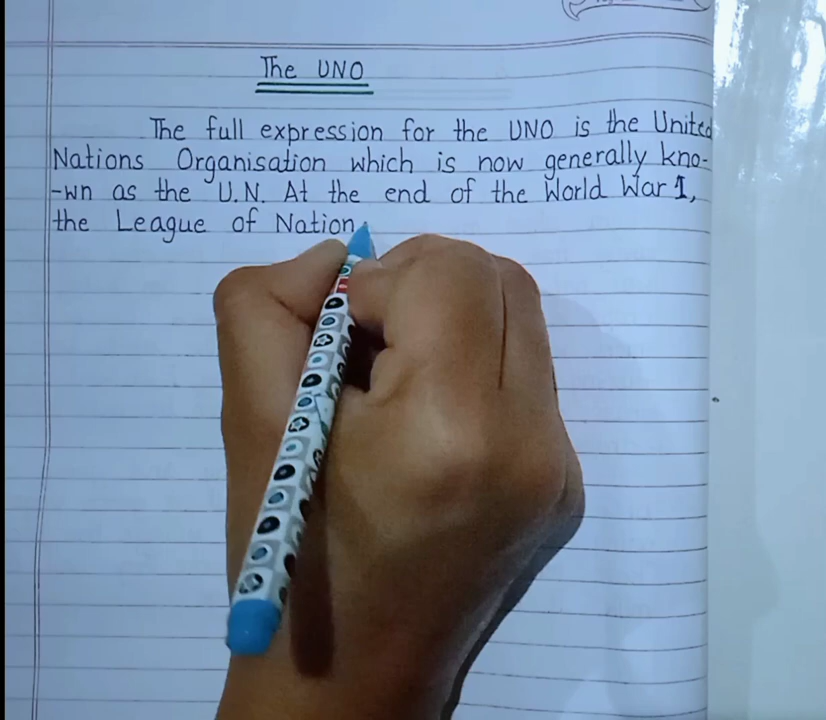 The UNO
The full expression for the UNO is the United
Nations Organisation which is now generally kno-
-wn as the U.N. At the end of the World War I,
the League of Nation